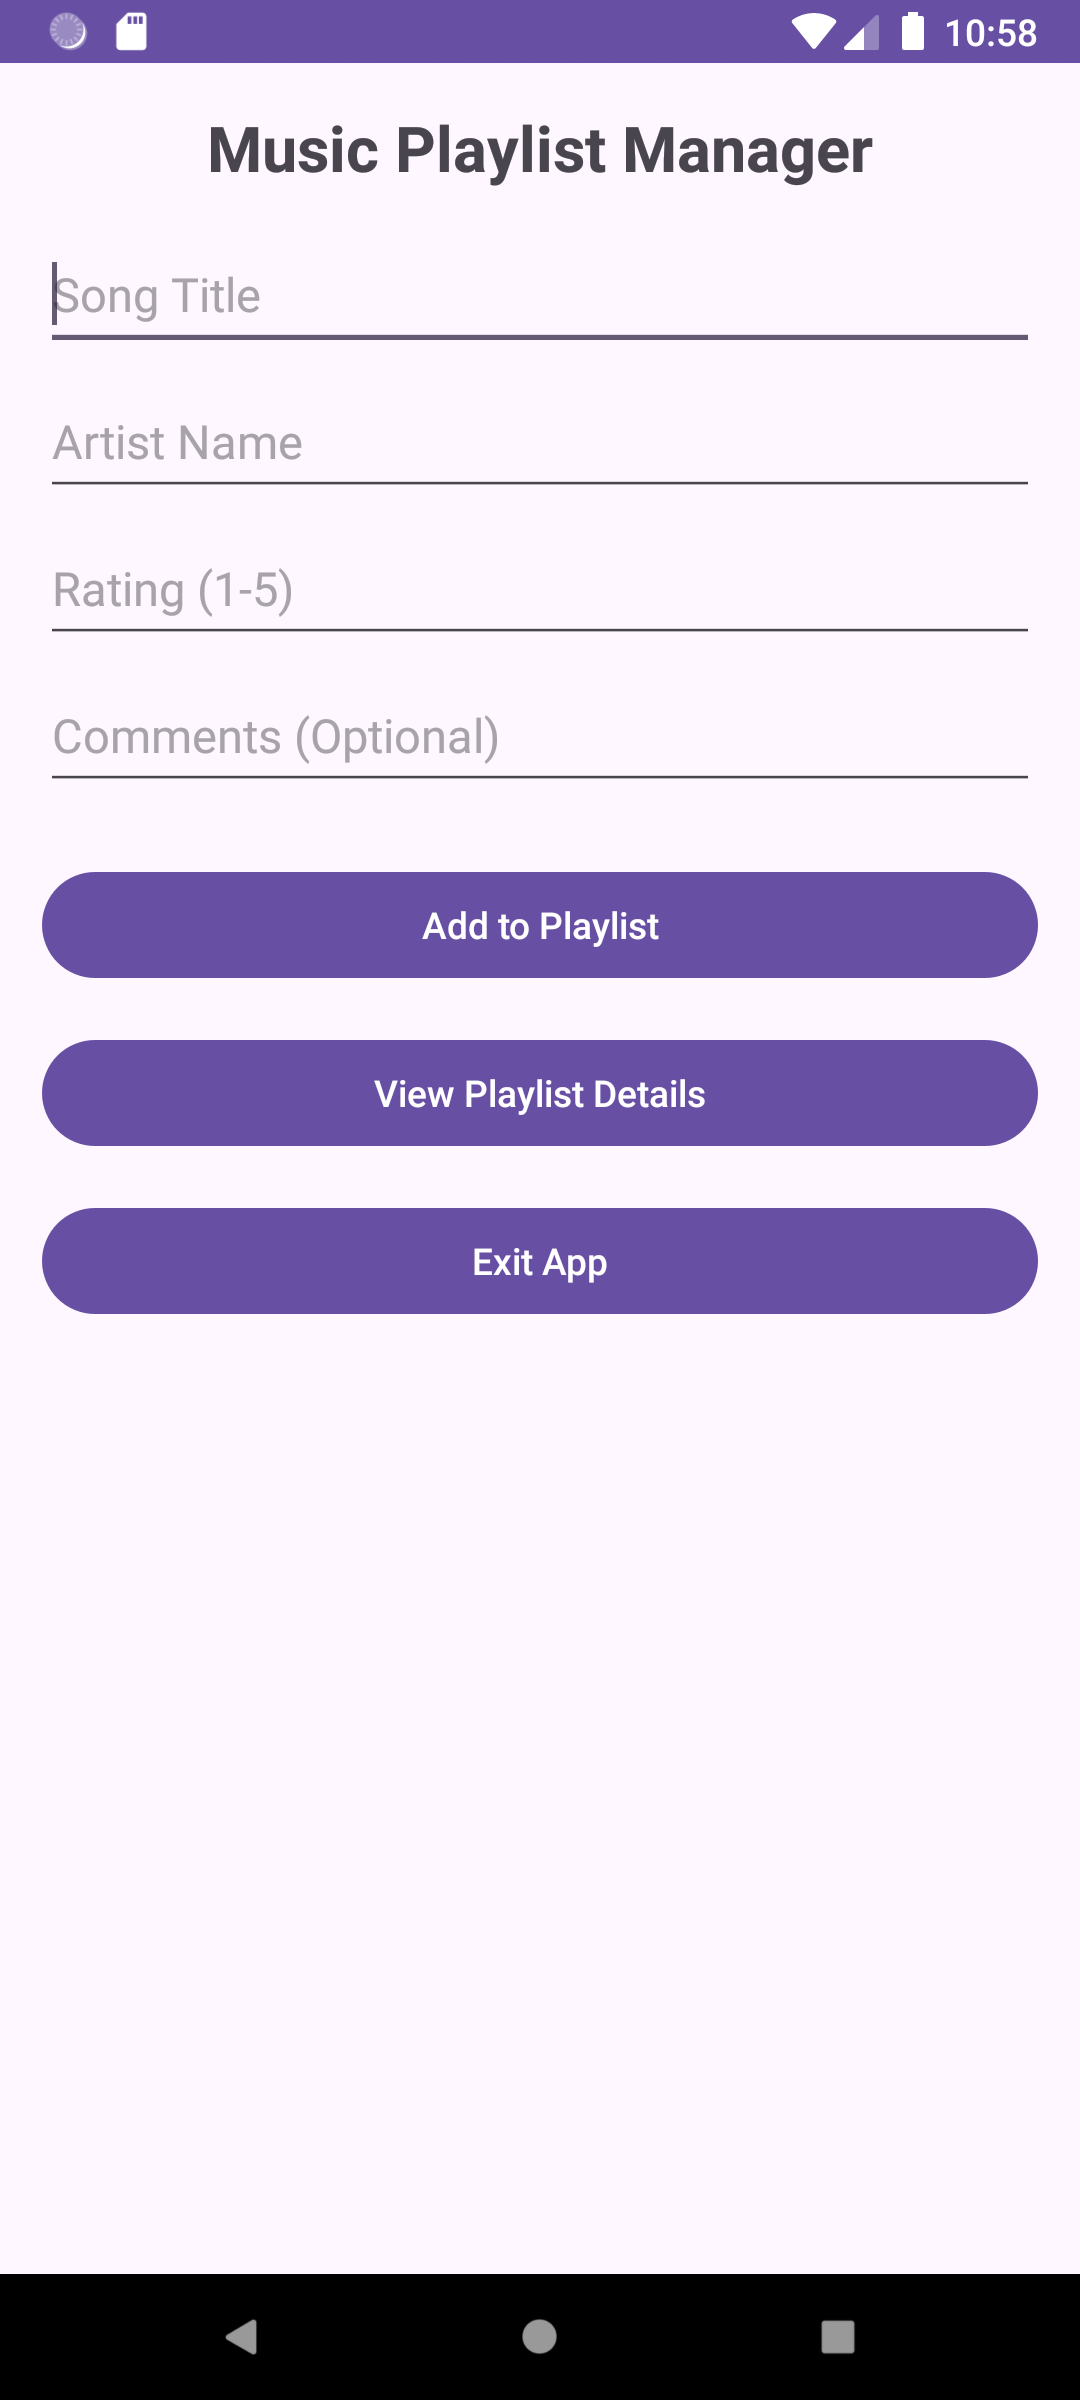 10:58
Music Playlist Manager
Song Title
Artist Name
Rating (1-5)
Comments (Optional)
Add to Playlist
View Playlist Details
Exit App